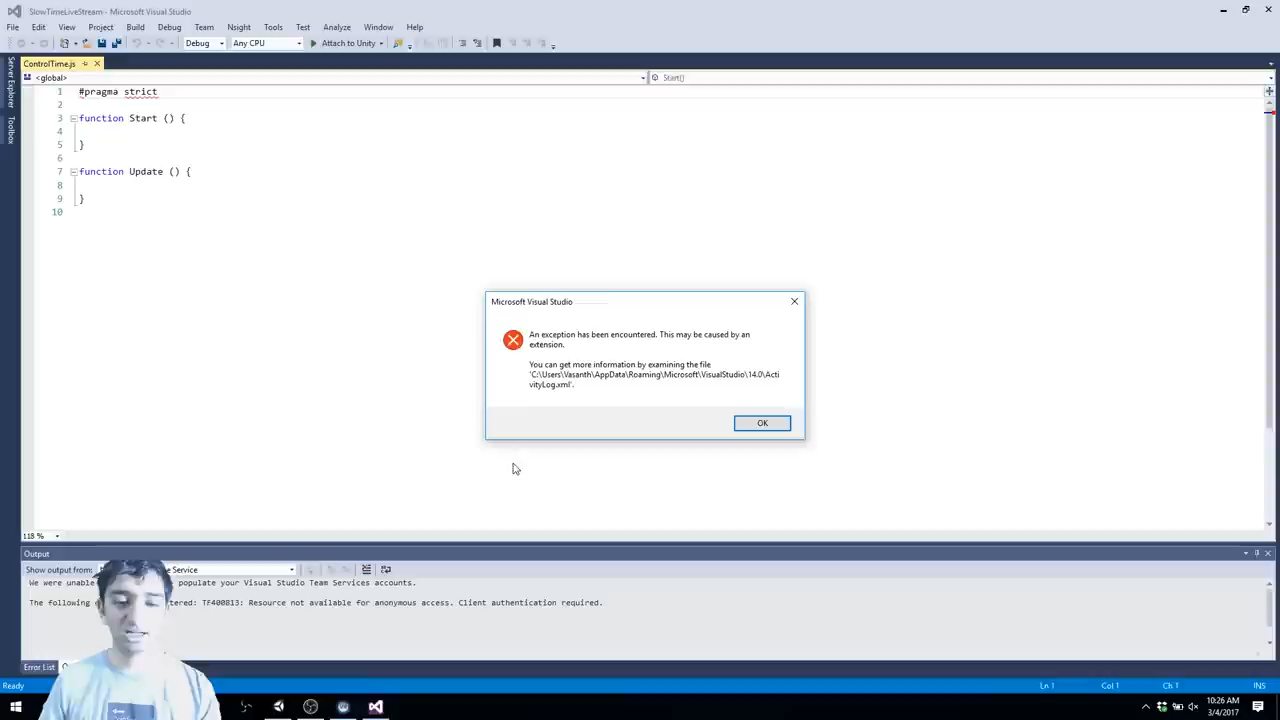 SlowTimeLiveStream - Microsoft Visual Studio
File Edit View Project Build Debug Team Nsight Tools Test Analyze Window Help
Debug Any CPU Attach to Unity
ControlTime.js
<global> Start()
Server Explorer
Toolbox
1 #pragma strict
2
3 function Start () {
4
5 }
6
7 function Update () {
8
9 }
10
Microsoft Visual Studio
An exception has been encountered. This may be caused by an
extension.
You can get more information by examining the file
'C:\Users\Vasanth\AppData\Roaming\Microsoft\VisualStudio\14.0\Acti
vityLog.xml'.
OK
118 %
Output
Show output from: Service
We were unable populate your Visual Studio Team Services accounts.
The following tered: TF400813: Resource not available for anonymous access. Client authentication required.
Error List
Ready Ln 1 Col 1 Ch 1 INS
10:26 AM
3/4/2017